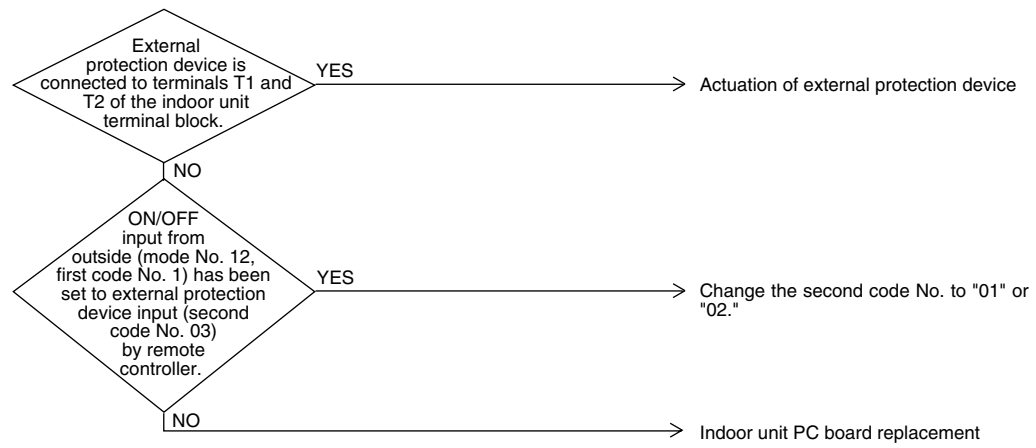 External
protection device is
connected to terminals T1 and
T2 of the indoor unit
terminal block.
YES
Actuation of external protection device
NO
ON/OFF
input from
outside (mode No. 12,
first code No. 1) has been
set to external protection
device input (second
code No. 03)
by remote
controller.
YES
Change the second code No. to "01" or
"02."
NO
Indoor unit PC board replacement